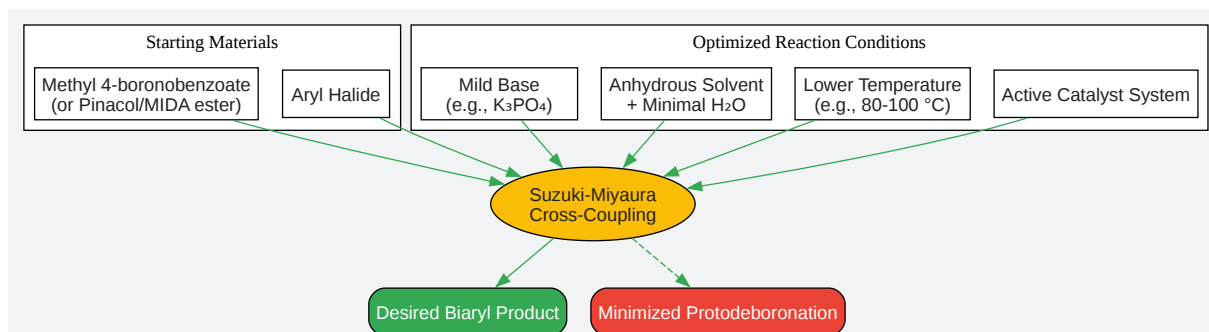 Starting Materials
Optimized Reaction Conditions
Methyl 4-boronobenzoate
(or Pinacol/MIDA ester)
Aryl Halide
Mild Base
(e.g., K₃PO₄)
Anhydrous Solvent
+ Minimal H₂O
Lower Temperature
(e.g., 80-100 °C)
Active Catalyst System
Suzuki-Miyaura
Cross-Coupling
Desired Biaryl Product
Minimized Protodeboronation